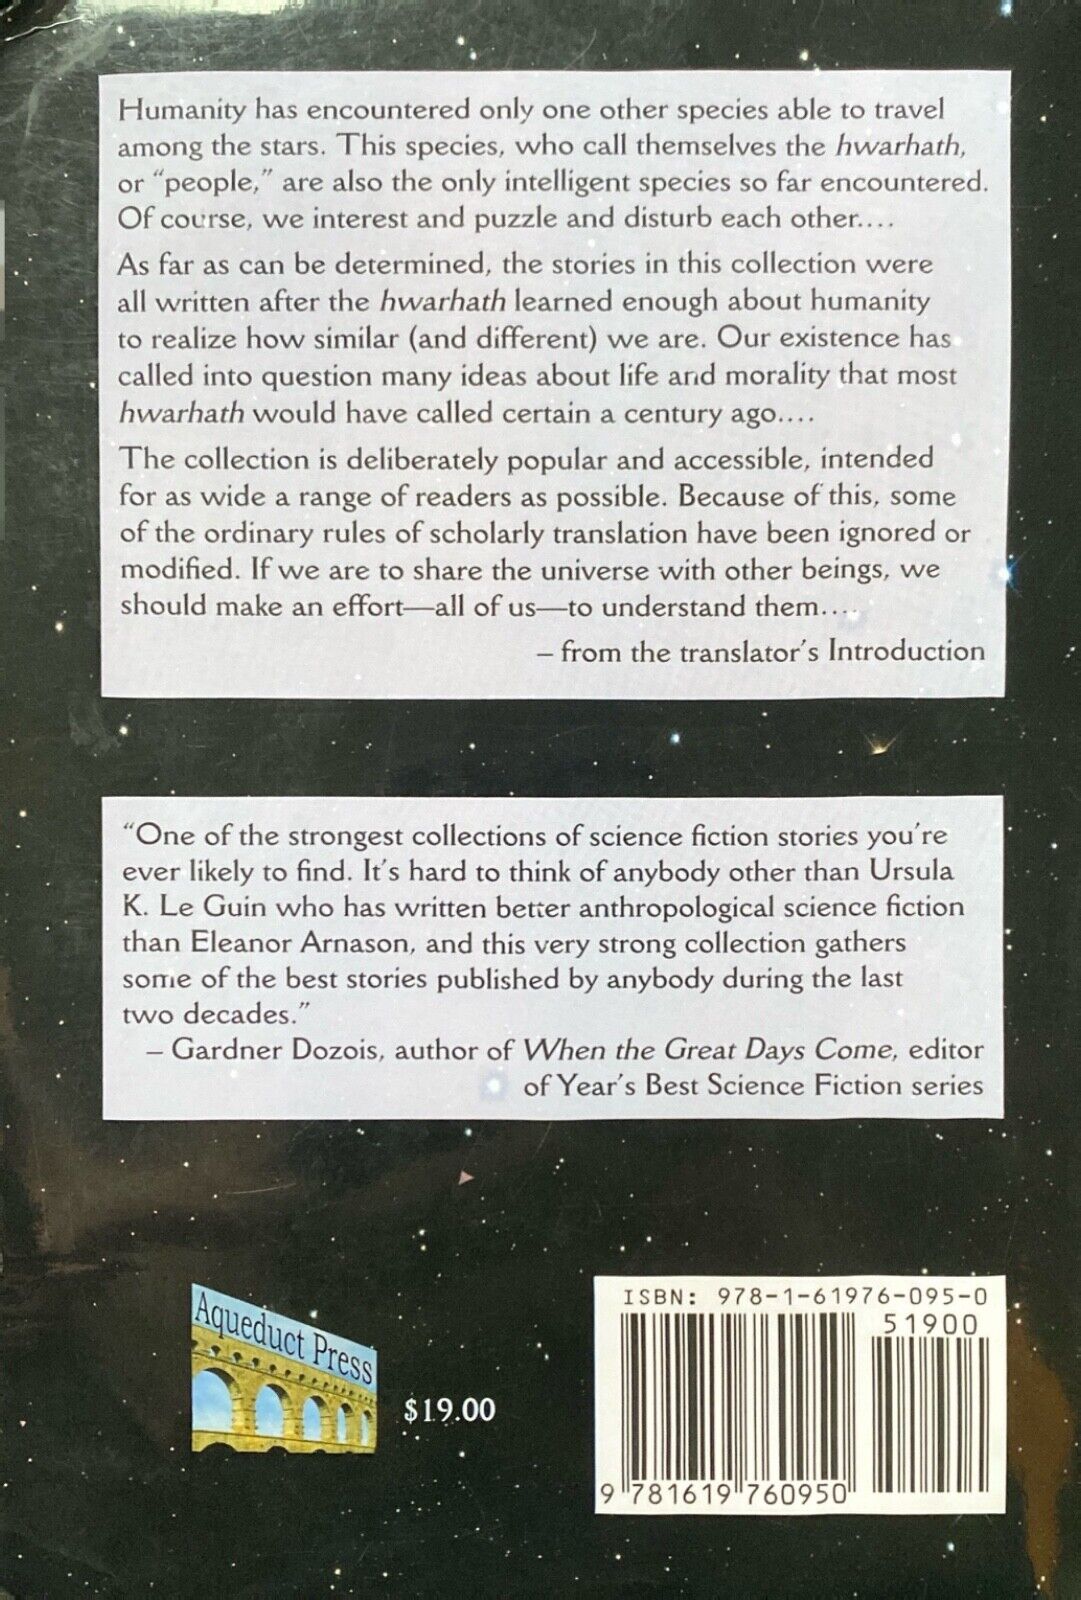 Humanity has encountered only one other species able to travel
among the stars. This species, who call themselves the hwarhath,
or “people,” are also the only intelligent species so far encountered.
Of course, we interest and puzzle and disturb each other....
As far as can be determined, the stories in this collection were
all written after the hwarhath learned enough about humanity
to realize how similar (and different) we are. Our existence has
called into question many ideas about life and morality that most
hwarhath would have called certain a century ago....
The collection is deliberately popular and accessible, intended
for as wide a range of readers as possible. Because of this, some
of the ordinary rules of scholarly translation have been ignored or
modified. If we are to share the universe with other beings, we
should make an effort—all of us—to understand them....
– from the translator’s Introduction
“One of the strongest collections of science fiction stories you’re
ever likely to find. It’s hard to think of anybody other than Ursula
K. Le Guin who has written better anthropological science fiction
than Eleanor Arnason, and this very strong collection gathers
some of the best stories published by anybody during the last
two decades.”
– Gardner Dozois, author of When the Great Days Come, editor
of Year’s Best Science Fiction series
Aqueduct Press
$19.00
ISBN: 978-1-61976-095-0
51900
9 781619 760950